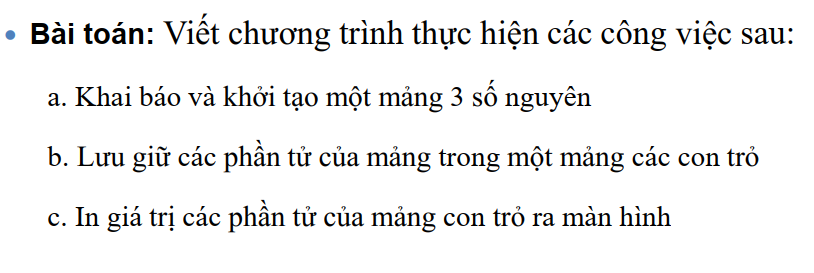 • Bài toán: Viết chương trình thực hiện các công việc sau:
a. Khai báo và khởi tạo một mảng 3 số nguyên
b. Lưu giữ các phần tử của mảng trong một mảng các con trỏ
c. In giá trị các phần tử của mảng con trỏ ra màn hình